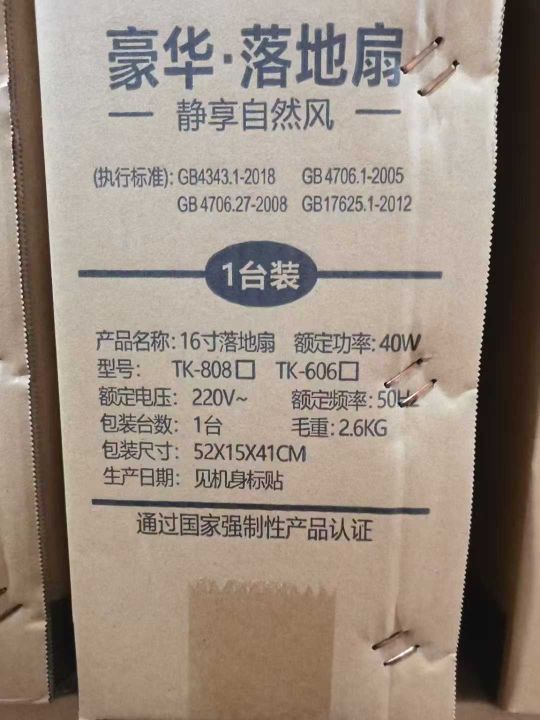 豪华·落地扇
— 静享自然风 —
(执行标准): GB4343.1-2018 GB 4706.1-2005
GB 4706.27-2008 GB17625.1-2012
1台装
产品名称: 16寸落地扇 额定功率: 40W
型号: TK-808□ TK-606□
额定电压: 220V~ 额定频率: 50Hz
包装台数: 1台 毛重: 2.6KG
包装尺寸: 52X15X41CM
生产日期: 见机身标贴
通过国家强制性产品认证